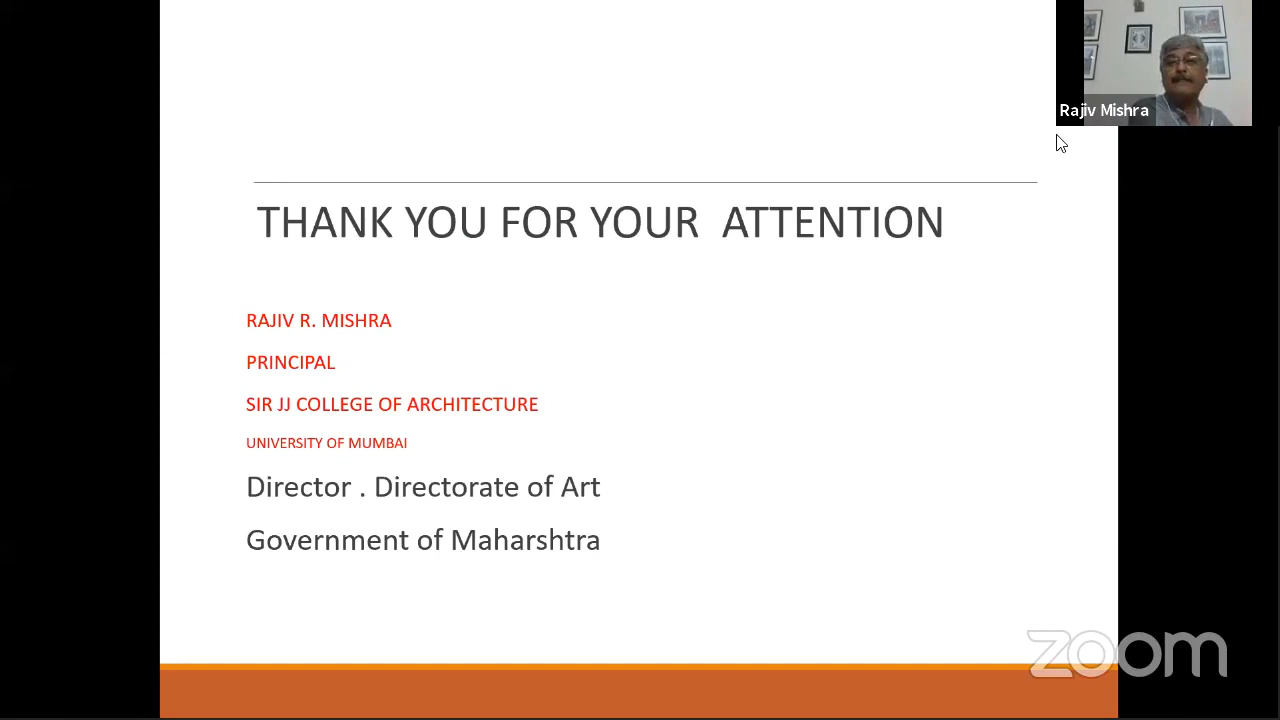 Rajiv Mishra
THANK YOU FOR YOUR ATTENTION
RAJIV R. MISHRA
PRINCIPAL
SIR JJ COLLEGE OF ARCHITECTURE
UNIVERSITY OF MUMBAI
Director . Directorate of Art
Government of Maharshtra
zoom